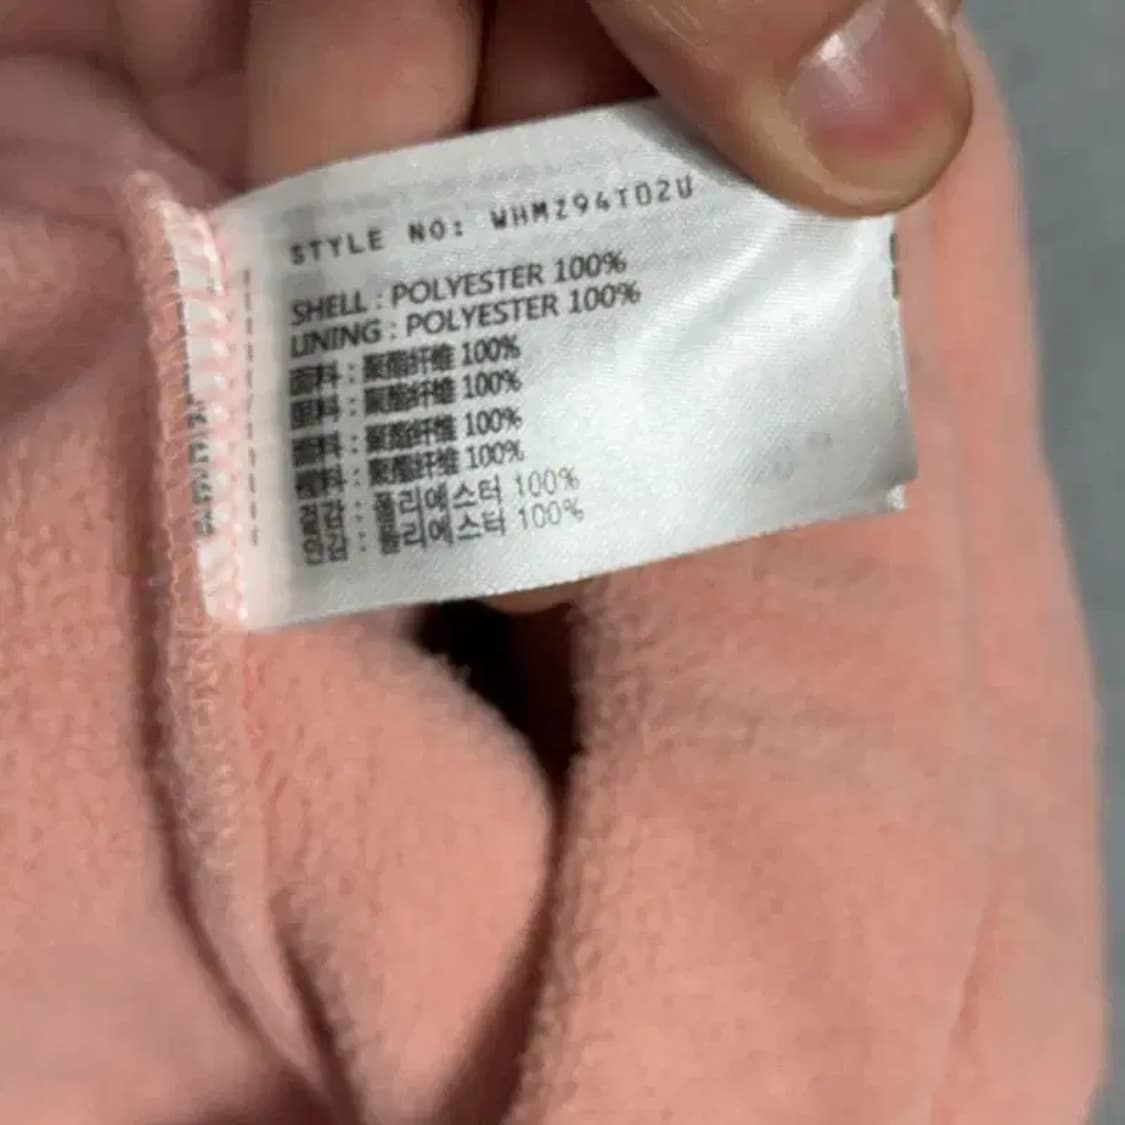 STYLE NO: WHMZ94T02U
SHELL : POLYESTER 100%
LINING : POLYESTER 100%
面料 : 聚酯纤维 100%
里料 : 聚酯纤维 100%
面料 : 聚酯纤维 100%
裡料 : 聚酯纤维 100%
겉감 : 폴리에스터 100%
안감 : 폴리에스터 100%